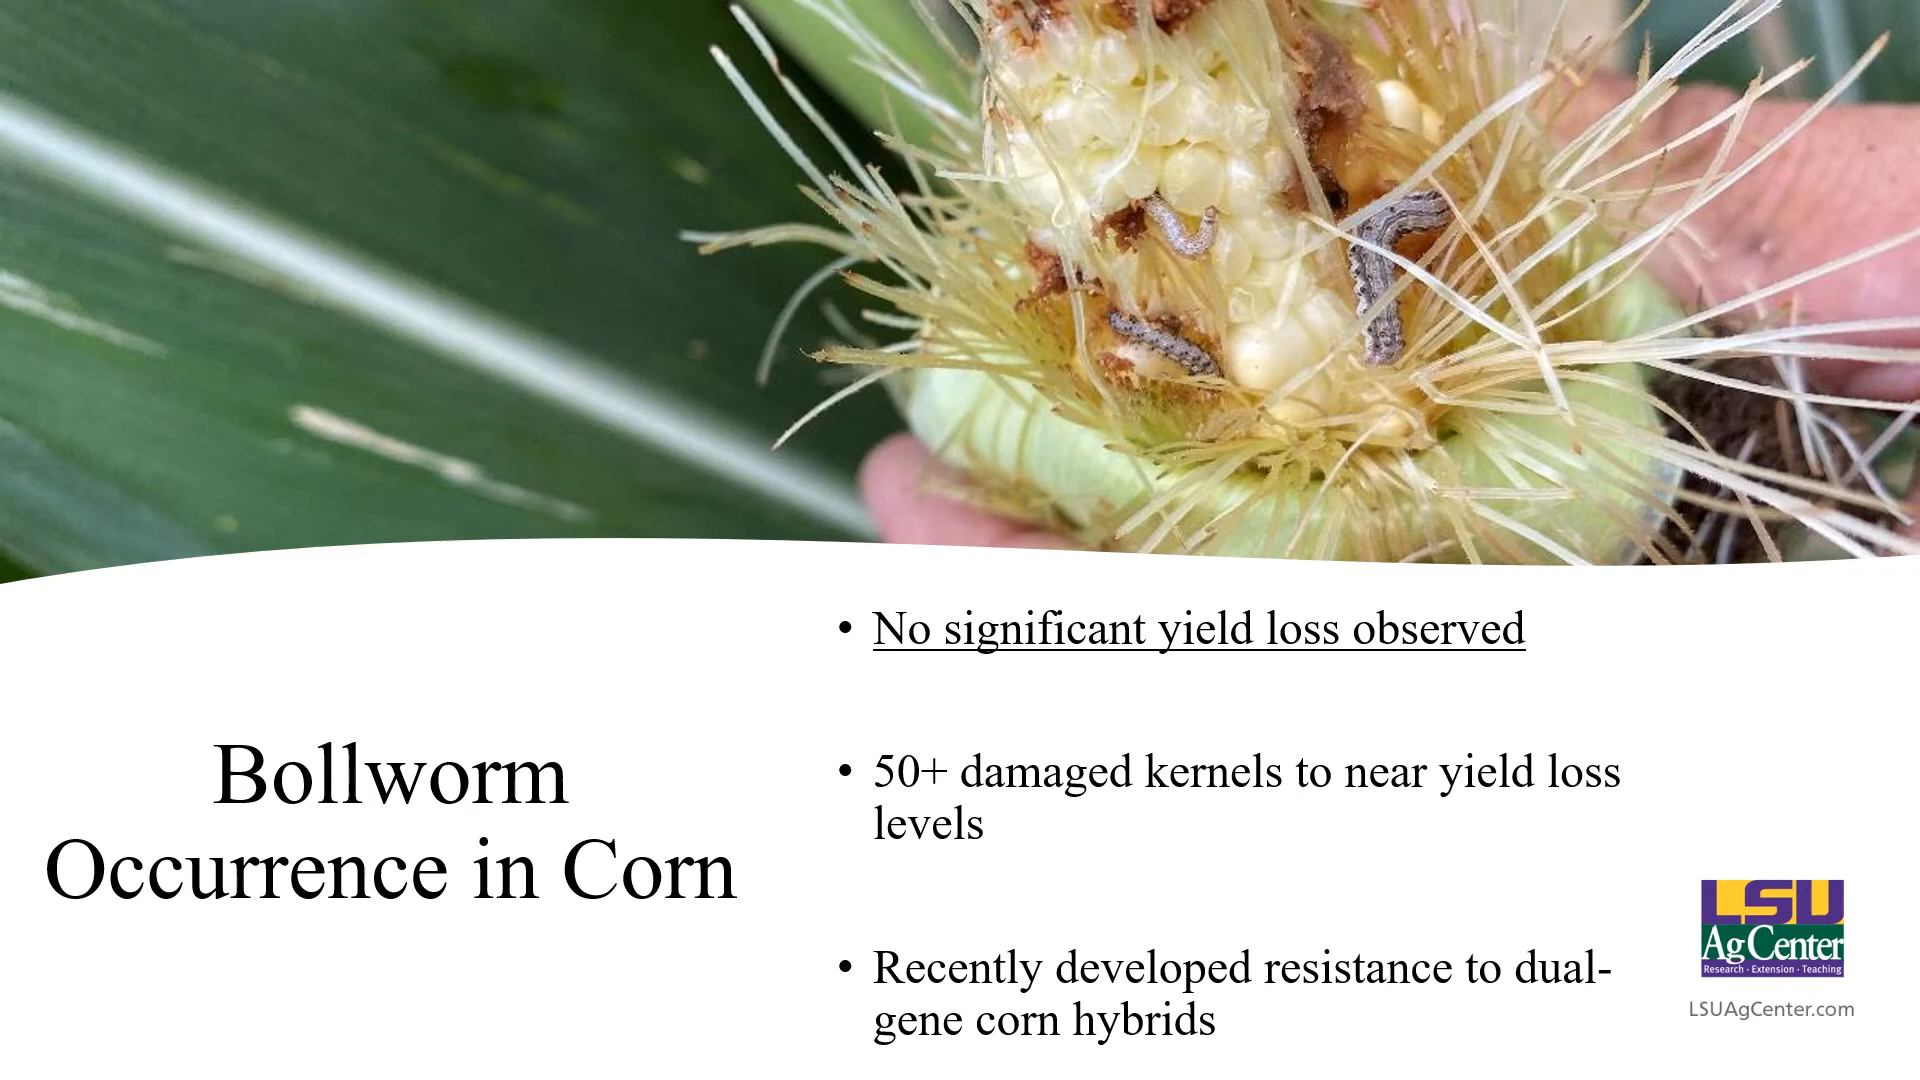 Bollworm
Occurrence in Corn
• No significant yield loss observed
• 50+ damaged kernels to near yield loss
levels
• Recently developed resistance to dual-
gene corn hybrids
LSU
AgCenter
Research · Extension · Teaching
LSUAgCenter.com